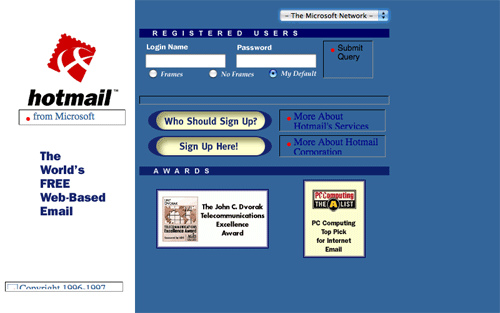 - The Microsoft Network -
REGISTERED USERS
Login Name
Password
Submit Query
Frames
No Frames
My Default
hotmail™
from Microsoft
Who Should Sign Up?
More About
Hotmail's Services
Sign Up Here!
More About Hotmail
Corporation
The
World's
FREE
Web-Based
Email
AWARDS
The John C. Dvorak
Telecommunications
Excellence
Award
PC Computing
THE A LIST
PC Computing
Top Pick
for Internet
Email
Copyright 1996-1997